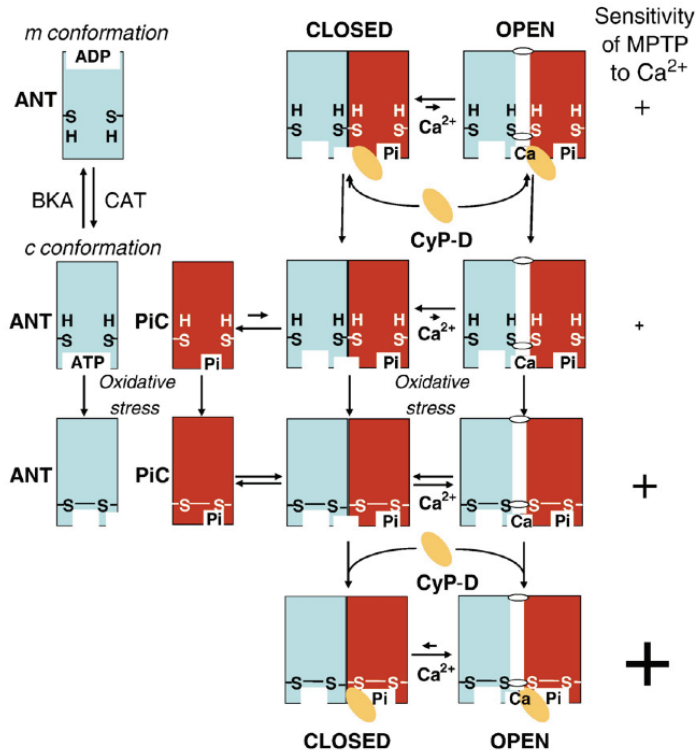 m conformation
CLOSED
OPEN
Sensitivity
of MPTP
to Ca2+
ADP
ANT
S S
H H
H H H H
S S S S
Pi
Ca2+
H H H H
S S S S
Ca Pi
+
BKA CAT
CyP-D
c conformation
ANT
H H
S S
ATP
PiC
H H
S S
Pi
H H H H
S S S S
Pi
Ca2+
H H H H
S S S S
Ca Pi
+
Oxidative
stress
Oxidative
stress
ANT
S S
PiC
S S
Pi
S S S S
Pi
Ca2+
S S S S
Ca Pi
+
CyP-D
S S S S
Pi
Ca2+
S S S S
Ca Pi
+
CLOSED
OPEN